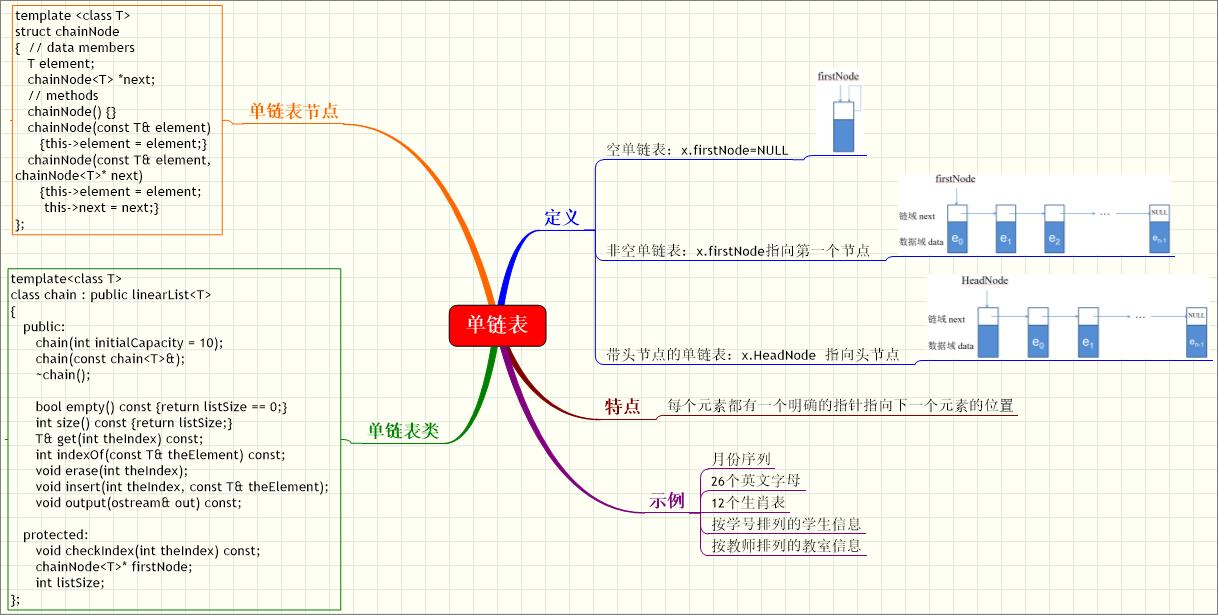 template <class T>
struct chainNode
{  // data members
T element;
chainNode<T> *next;
// methods
chainNode() {}
chainNode(const T& element)
{this->element = element;}
chainNode(const T& element,
chainNode<T>* next)
{this->element = element;
this->next = next;}
};
单链表节点
template<class T>
class chain : public linearList<T>
{
public:
chain(int initialCapacity = 10);
chain(const chain<T>&);
~chain();
bool empty() const {return listSize == 0;}
int size() const {return listSize;}
T& get(int theIndex) const;
int indexOf(const T& theElement) const;
void erase(int theIndex);
void insert(int theIndex, const T& theElement);
void output(ostream& out) const;
protected:
void checkIndex(int theIndex) const;
chainNode<T>* firstNode;
int listSize;
};
单链表类
单链表
定义
firstNode
空单链表：x.firstNode=NULL
firstNode
链域 next
... NULL
数据域 data
e0 e1 e2 en-1
非空单链表：x.firstNode指向第一个节点
HeadNode
链域 next
... NULL
数据域 data
e0 e1 en-1
带头节点的单链表：x.HeadNode 指向头节点
特点
每个元素都有一个明确的指针指向下一个元素的位置
示例
月份序列
26个英文字母
12个生肖表
按学号排列的学生信息
按教师排列的教室信息